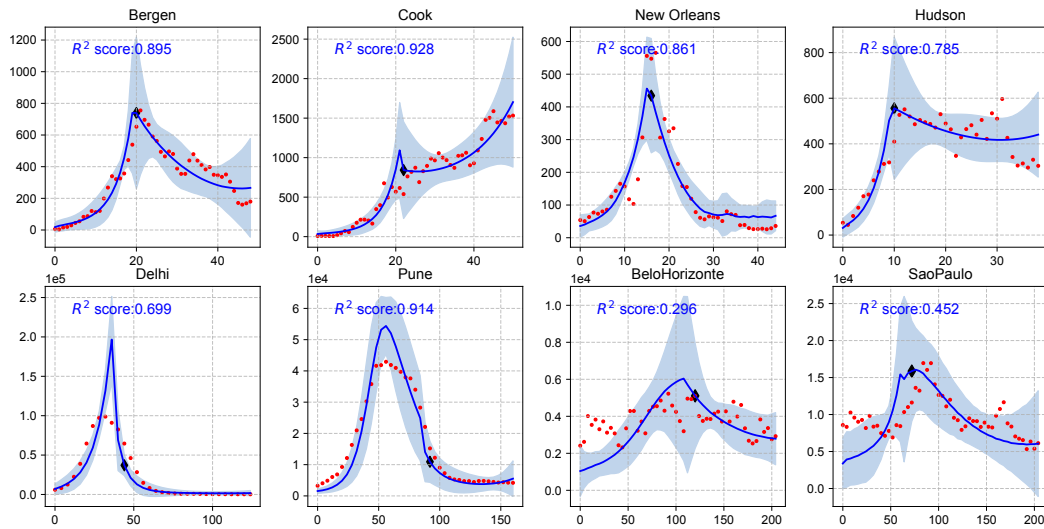 Bergen
R² score:0.895
1200
1000
800
600
400
200
0
0 20 40
Cook
R² score:0.928
2500
2000
1500
1000
500
0
0 20 40
New Orleans
R² score:0.861
600
500
400
300
200
100
0
0 10 20 30 40
Hudson
R² score:0.785
800
600
400
200
0
0 10 20 30
Delhi
1e5
R² score:0.699
2.5
2.0
1.5
1.0
0.5
0.0
0 50 100
Pune
1e4
R² score:0.914
6
4
2
0
0 50 100 150
BeloHorizonte
1e4
R² score:0.296
1.0
0.8
0.6
0.4
0.2
0.0
0 50 100 150 200
SaoPaulo
1e4
R² score:0.452
2.5
2.0
1.5
1.0
0.5
0.0
0 50 100 150 200